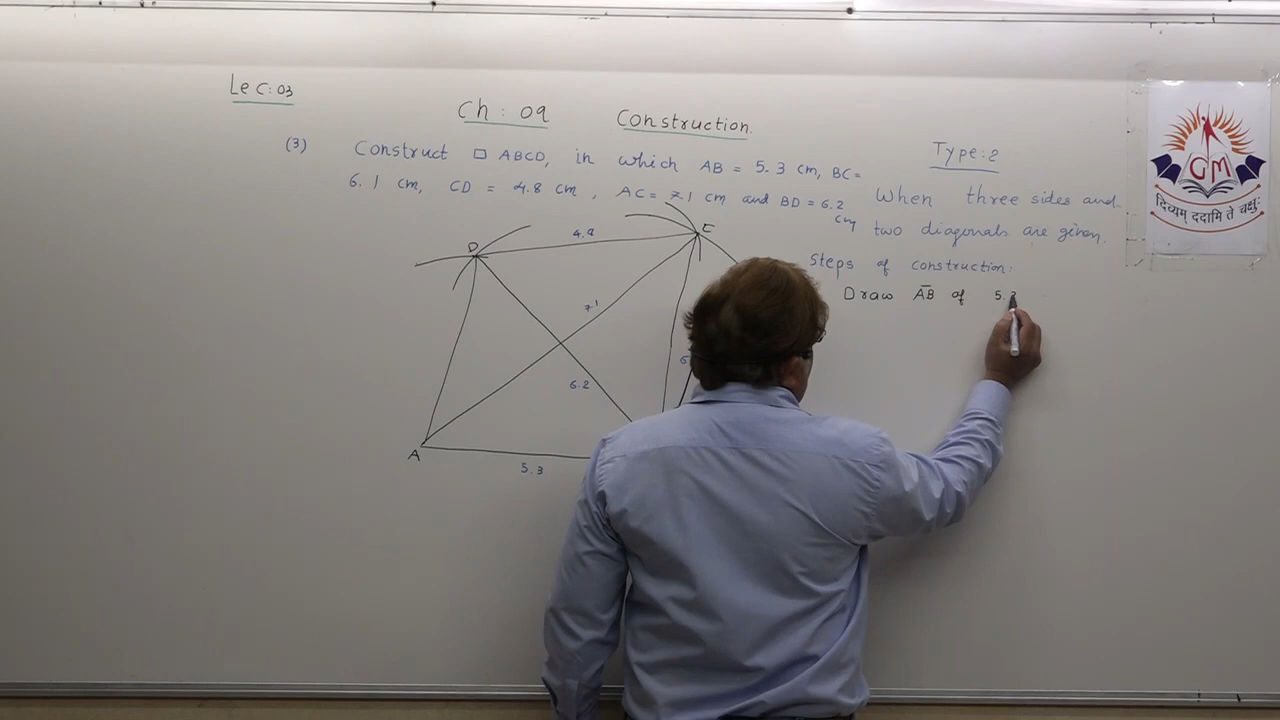 Lec:03
Ch: 09 Construction.
(3) Construct □ ABCD, in which AB = 5.3 cm, BC =
6.1 cm, CD = 4.8 cm, AC = 7.1 cm and BD = 6.2
cm
Type:2
When three sides and
two diagonals are given.
Steps of construction:
Draw AB of 5.3
D
4.8
C
7.1
6.2
6
A
5.3
GM
दिव्यम् ददामि ते चक्षुः